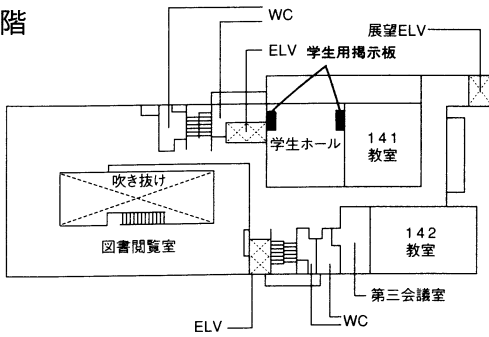 階
WC
展望ELV
ELV
学生用掲示板
学生ホール
141
教室
吹き抜け
図書閲覧室
142
教室
第三会議室
ELV
WC